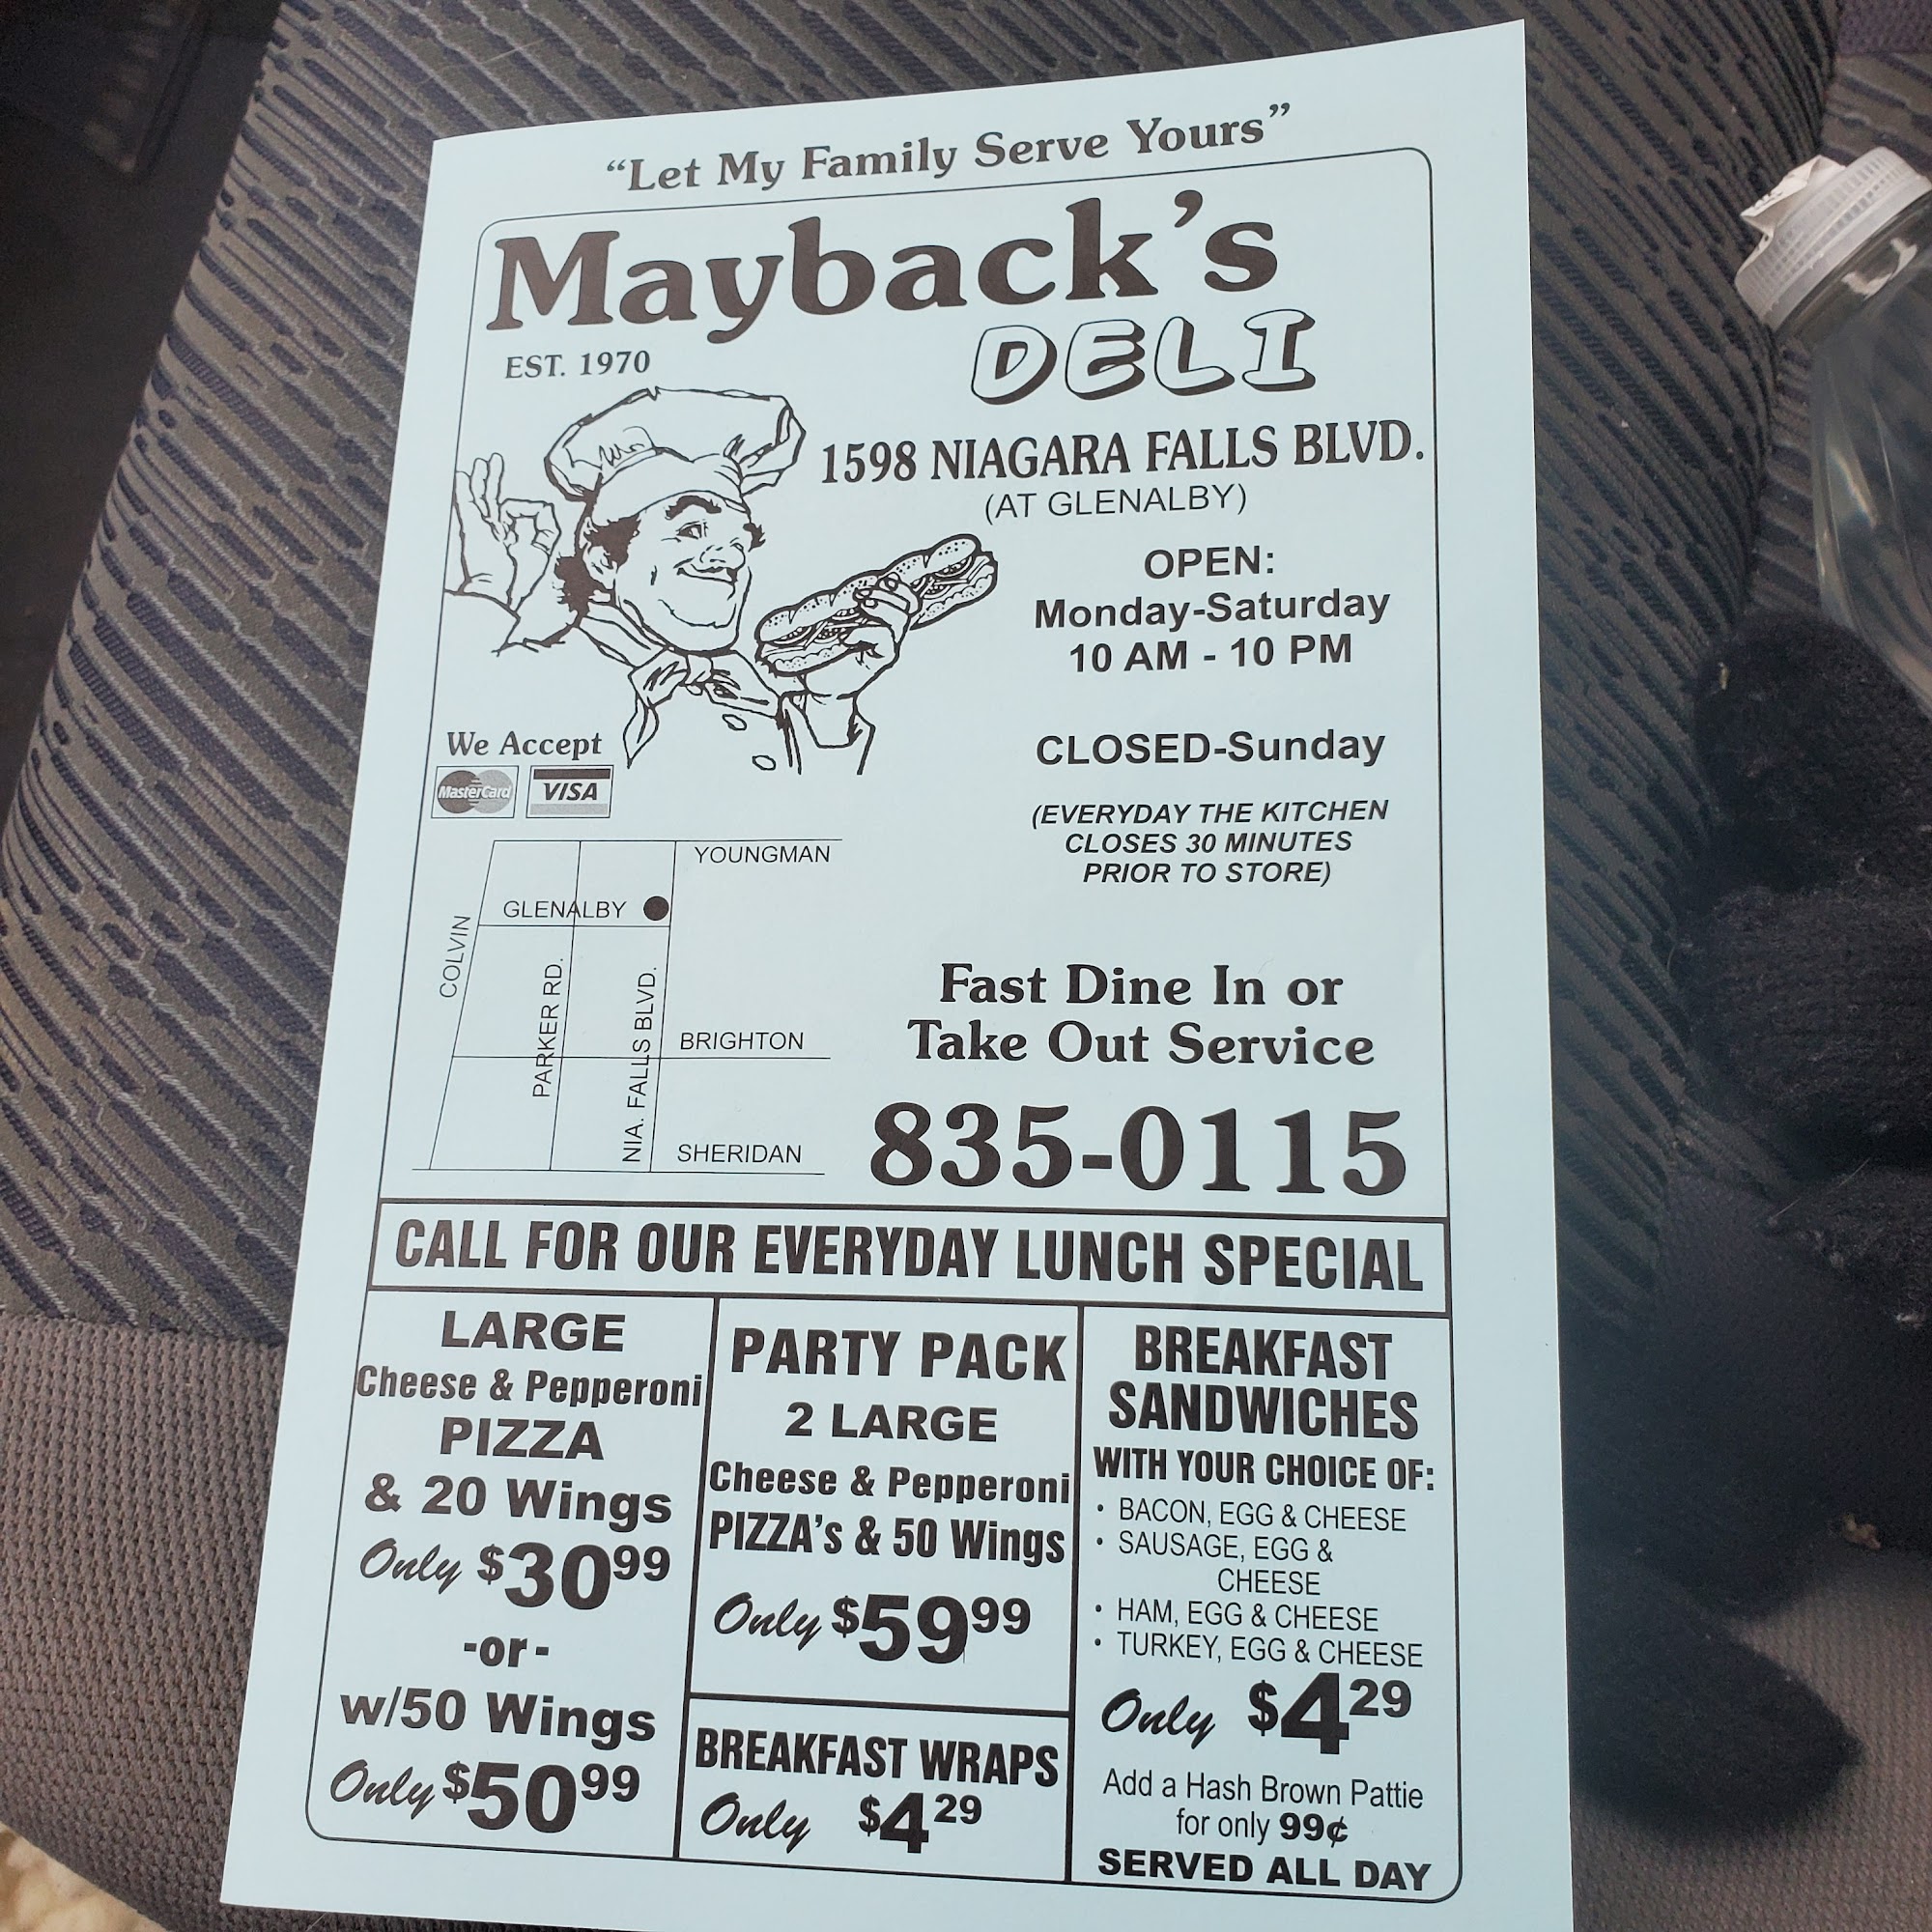 “Let My Family Serve Yours”
Mayback’s
DELI
EST. 1970
1598 NIAGARA FALLS BLVD.
(AT GLENALBY)
OPEN:
Monday-Saturday
10 AM - 10 PM
CLOSED-Sunday
(EVERYDAY THE KITCHEN
CLOSES 30 MINUTES
PRIOR TO STORE)
We Accept
MasterCard
VISA
YOUNGMAN
GLENALBY
COLVIN
PARKER RD.
NIA. FALLS BLVD.
BRIGHTON
SHERIDAN
Fast Dine In or
Take Out Service
835-0115
CALL FOR OUR EVERYDAY LUNCH SPECIAL
LARGE
Cheese & Pepperoni
PIZZA
& 20 Wings
Only $30 99
-or-
w/50 Wings
Only $50 99
PARTY PACK
2 LARGE
Cheese & Pepperoni
PIZZA’s & 50 Wings
Only $59 99
BREAKFAST WRAPS
Only $4 29
BREAKFAST
SANDWICHES
WITH YOUR CHOICE OF:
• BACON, EGG & CHEESE
• SAUSAGE, EGG &
CHEESE
• HAM, EGG & CHEESE
• TURKEY, EGG & CHEESE
Only $4 29
Add a Hash Brown Pattie
for only 99¢
SERVED ALL DAY